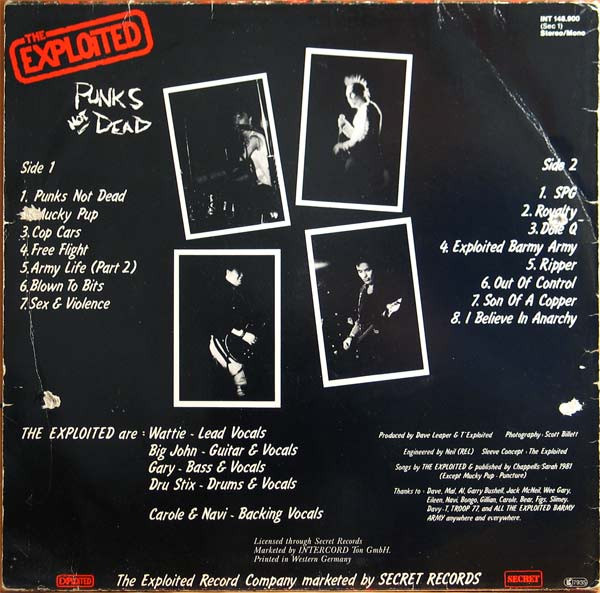 THE
EXPLOITED
PUNKS
NOT
DEAD
INT 148.900
(Sec 1)
Stereo/Mono
Side 1
1. Punks Not Dead
2. Mucky Pup
3. Cop Cars
4. Free Flight
5. Army Life (Part 2)
6. Blown To Bits
7. Sex & Violence
Side 2
1. SPG
2. Royalty
3. Dole Q
4. Exploited Barmy Army
5. Ripper
6. Out Of Control
7. Son Of A Copper
8. I Believe In Anarchy
THE EXPLOITED are : Wattie - Lead Vocals
Big John - Guitar & Vocals
Gary - Bass & Vocals
Dru Stix - Drums & Vocals
Carole & Navi - Backing Vocals
Produced by Dave Leaper & T'Exploited Photography - Scott Billett
Engineered by Neil (REL) Sleeve Concept - The Exploited
Songs by THE EXPLOITED & published by Chappells/Sarah 1981
(Except Mucky Pup - Puncture)
Thanks to - Dave, Mal, Al, Garry Bushell, Jack McNeil, Wee Gary,
Eileen, Navi, Bongo, Gillian, Carole, Bear, Figs, Slimey,
Davy-T, TROOP 77, and ALL THE EXPLOITED BARMY
ARMY anywhere and everywhere.
Licensed through Secret Records
Marketed by INTERCORD Ton GmbH.
Printed in Western Germany
EXPLOITED
The Exploited Record Company marketed by SECRET RECORDS
SECRET
7935